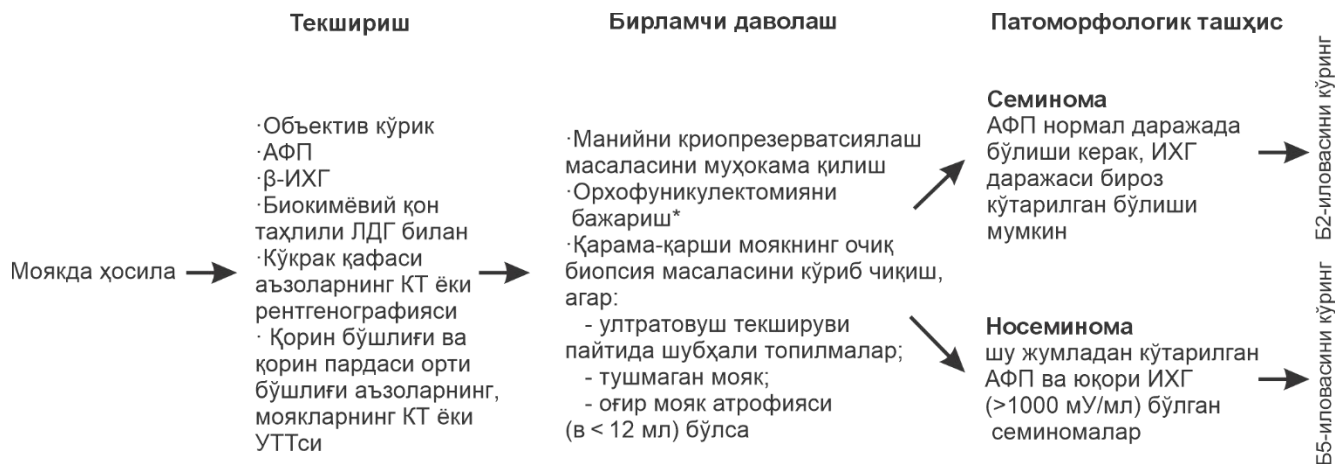 Текшириш
Бирламчи даволаш
Патоморфологик ташҳис
Моякда ҳосила
·Объектив кўрик
·АФП
·β-ИХГ
·Биокимёвий қон
таҳлили ЛДГ билан
·Кўкрак қафаси
аъзоларнинг КТ ёки
рентгенографияси
· Қорин бўшлиғи ва
қорин пардаси орти
бўшлиғи аъзоларнинг,
моякларнинг КТ ёки
УТТси
·Манийни криопрезерватсиялаш
масаласини муҳокама қилиш
·Орхофуникулектомияни
бажариш*
·Қарама-қарши моякнинг очиқ
биопсия масаласини кўриб чиқиш,
агар:
- ултратовуш текшируви
пайтида шубҳали топилмалар;
- тушмаган мояк;
- оғир мояк атрофияси
(в < 12 мл) бўлса
Семинома
АФП нормал даражада
бўлиши керак, ИХГ
даражаси бироз
кўтарилган бўлиши
мумкин
Б2-иловасини кўринг
Носеминома
шу жумладан кўтарилган
АФП ва юқори ИХГ
(>1000 мУ/мл) бўлган
семиномалар
Б5-иловасини кўринг